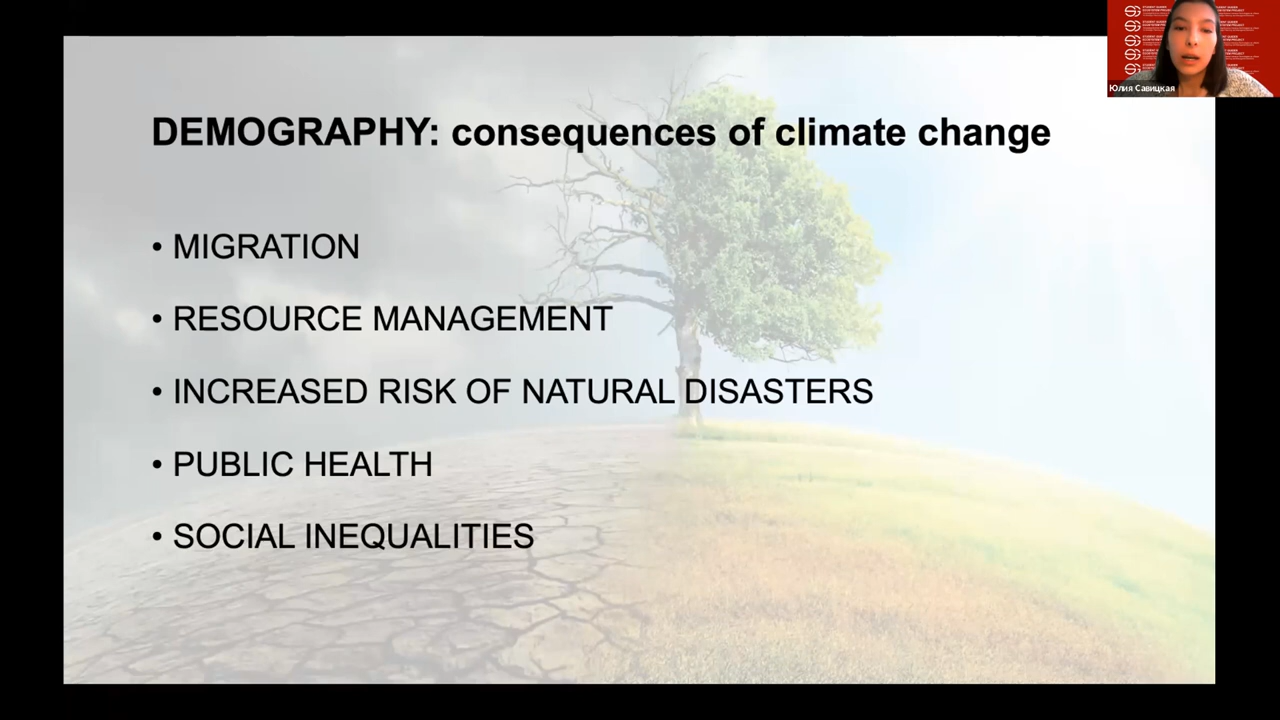 DEMOGRAPHY: consequences of climate change
• MIGRATION
• RESOURCE MANAGEMENT
• INCREASED RISK OF NATURAL DISASTERS
• PUBLIC HEALTH
• SOCIAL INEQUALITIES
Юлия Савицкая